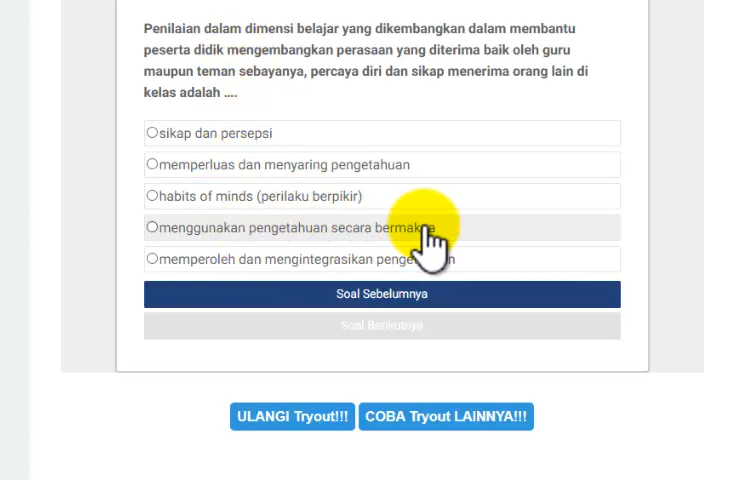 Penilaian dalam dimensi belajar yang dikembangkan dalam membantu
peserta didik mengembangkan perasaan yang diterima baik oleh guru
maupun teman sebayanya, percaya diri dan sikap menerima orang lain di
kelas adalah ....
sikap dan persepsi
memperluas dan menyaring pengetahuan
habits of minds (perilaku berpikir)
menggunakan pengetahuan secara bermakna
memperoleh dan mengintegrasikan pengetahuan
Soal Sebelumnya
Soal Berikutnya
ULANGI Tryout!!! COBA Tryout LAINNYA!!!